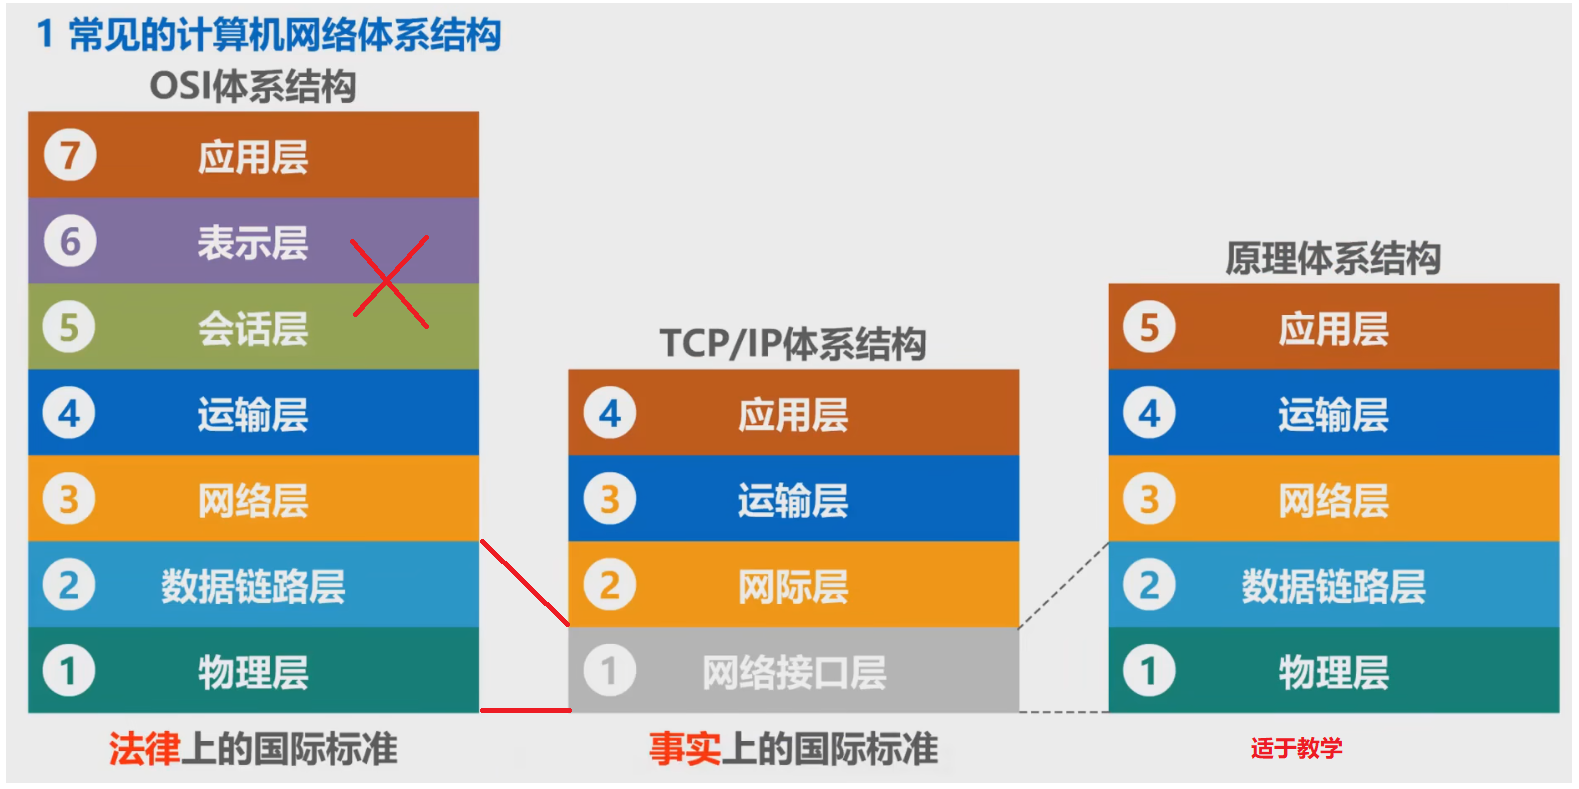 1 常见的计算机网络体系结构
OSI体系结构
7 应用层
6 表示层
5 会话层
4 运输层
3 网络层
2 数据链路层
1 物理层
法律上的国际标准
TCP/IP体系结构
4 应用层
3 运输层
2 网际层
1 网络接口层
事实上的国际标准
原理体系结构
5 应用层
4 运输层
3 网络层
2 数据链路层
1 物理层
适于教学